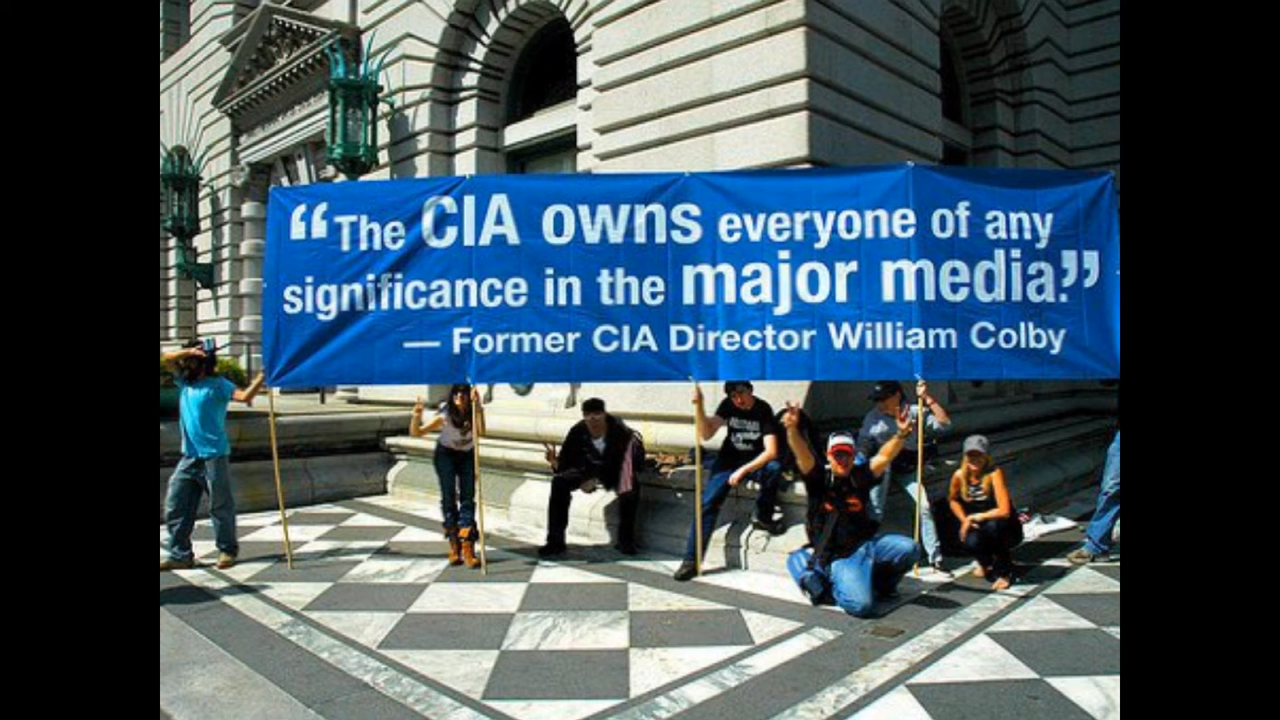 “The CIA owns everyone of any
significance in the major media.”
— Former CIA Director William Colby